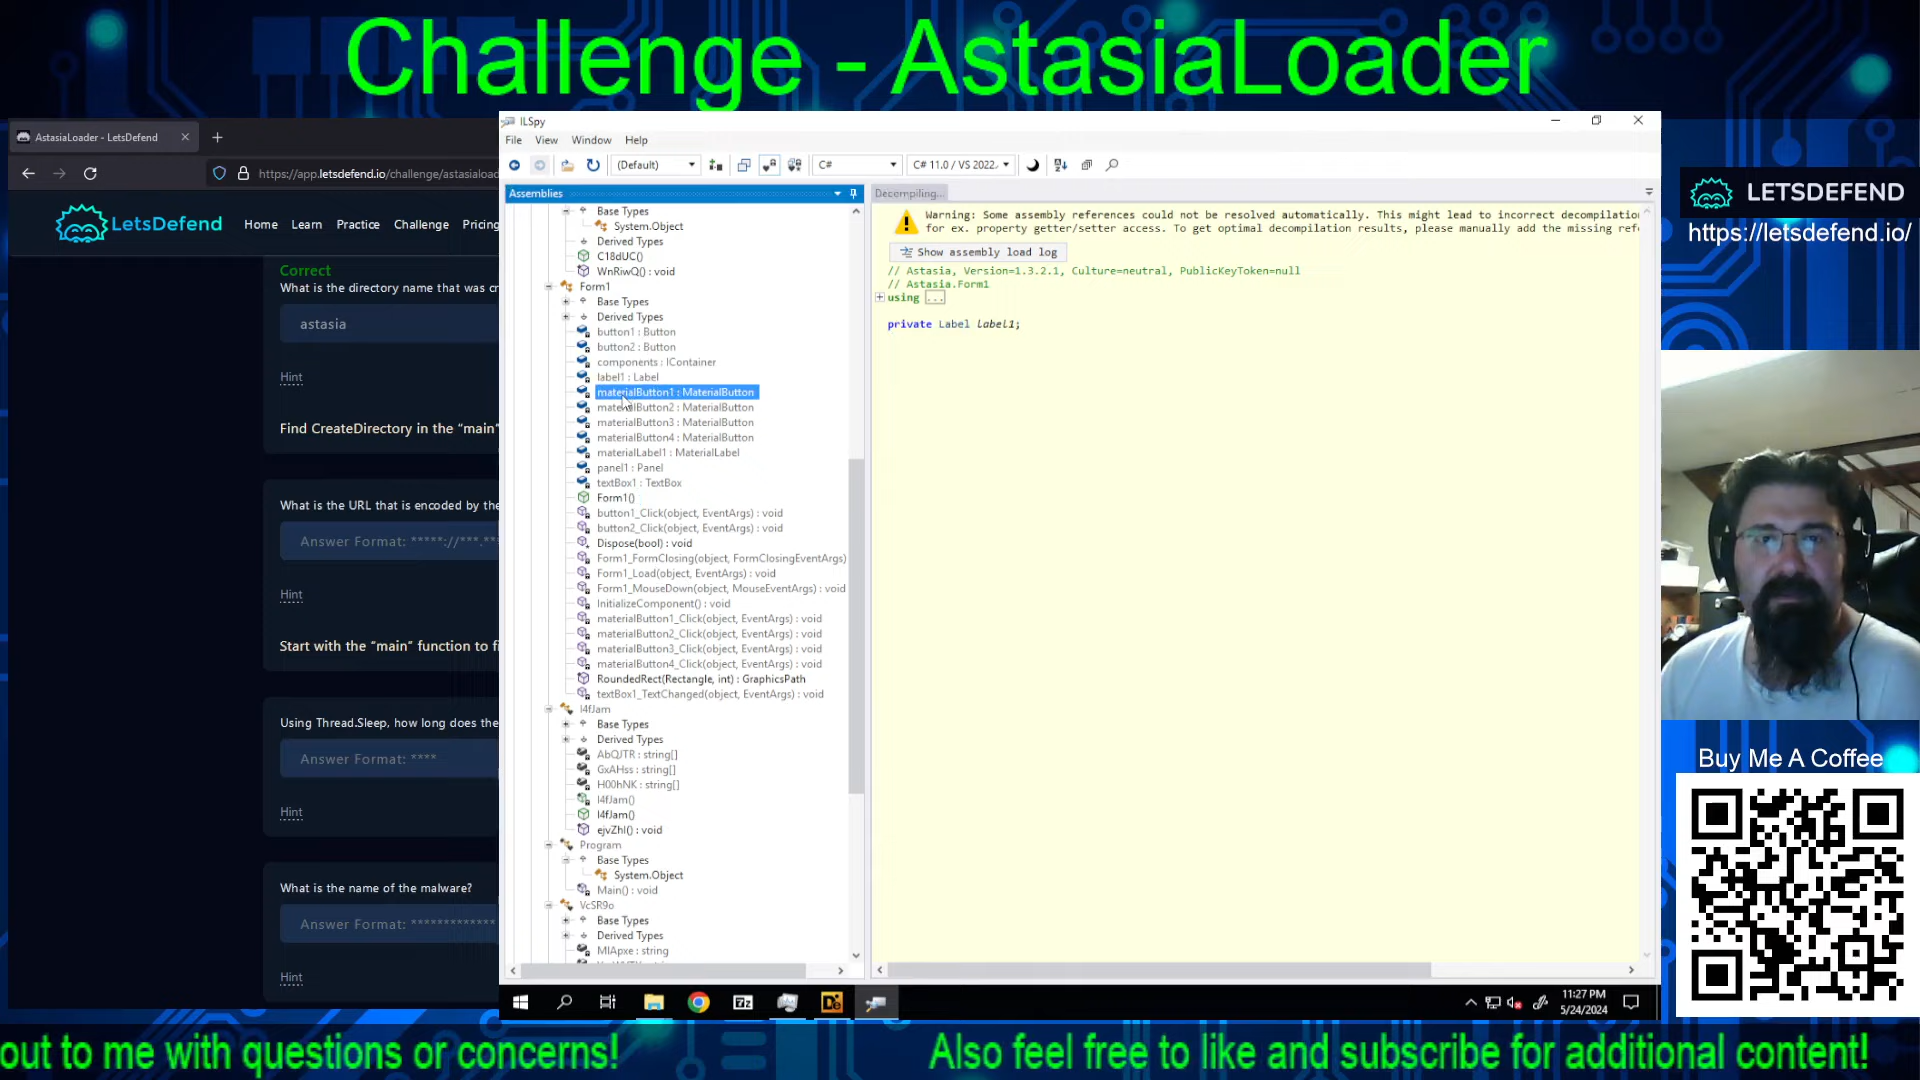 Challenge - AstasiaLoader
AstasiaLoader - LetsDefend
https://app.letsdefend.io/challenge/astasiaload
LetsDefend
Home
Learn
Practice
Challenge
Pricing
Correct
What is the directory name that was cr
astasia
Hint
Find CreateDirectory in the “main”
What is the URL that is encoded by the
Answer Format: *****://***.***
Hint
Start with the “main” function to fi
Using Thread.Sleep, how long does the
Answer Format: ****
Hint
What is the name of the malware?
Answer Format: *************
Hint
ILSpy
File
View
Window
Help
(Default)
C#
C# 11.0 / VS 2022.
Assemblies
Base Types
System.Object
Derived Types
C18dUC()
WnRiwQ() : void
Form1
Base Types
Derived Types
button1 : Button
button2 : Button
components : IContainer
label1 : Label
materialButton1 : MaterialButton
materialButton2 : MaterialButton
materialButton3 : MaterialButton
materialButton4 : MaterialButton
materialLabel1 : MaterialLabel
panel1 : Panel
textBox1 : TextBox
Form1()
button1_Click(object, EventArgs) : void
button2_Click(object, EventArgs) : void
Dispose(bool) : void
Form1_FormClosing(object, FormClosingEventArgs)
Form1_Load(object, EventArgs) : void
Form1_MouseDown(object, MouseEventArgs) : void
InitializeComponent() : void
materialButton1_Click(object, EventArgs) : void
materialButton2_Click(object, EventArgs) : void
materialButton3_Click(object, EventArgs) : void
materialButton4_Click(object, EventArgs) : void
RoundedRect(Rectangle, int) : GraphicsPath
textBox1_TextChanged(object, EventArgs) : void
I4fJam
Base Types
Derived Types
AbQJTR : string[]
GxAHss : string[]
H00hNK : string[]
I4fJam()
I4fJam()
ejvZhI() : void
Program
Base Types
System.Object
Main() : void
VcSR9o
Base Types
Derived Types
MIApxe : string
Decompiling...
Warning: Some assembly references could not be resolved automatically. This might lead to incorrect decompilatio
for ex. property getter/setter access. To get optimal decompilation results, please manually add the missing ref
Show assembly load log
// Astasia, Version=1.3.2.1, Culture=neutral, PublicKeyToken=null
// Astasia.Form1
using ...
private Label label1;
11:27 PM
5/24/2024
LETSDEFEND
https://letsdefend.io/
Buy Me A Coffee
out to me with questions or concerns!
Also feel free to like and subscribe for additional content!